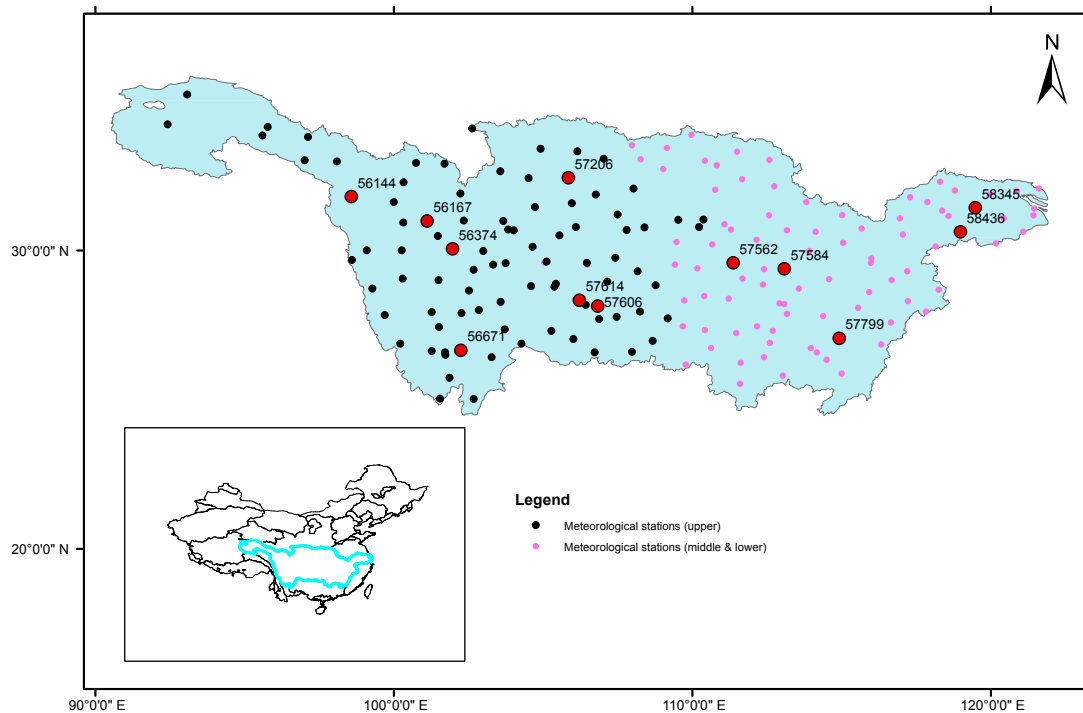 N
57206
56144
58345
56167
58436
56374
30°0'0" N
57562
57584
57614
57606
57799
56671
Legend
Meteorological stations (upper)
Meteorological stations (middle & lower)
20°0'0" N
90°0'0" E
100°0'0" E
110°0'0" E
120°0'0" E